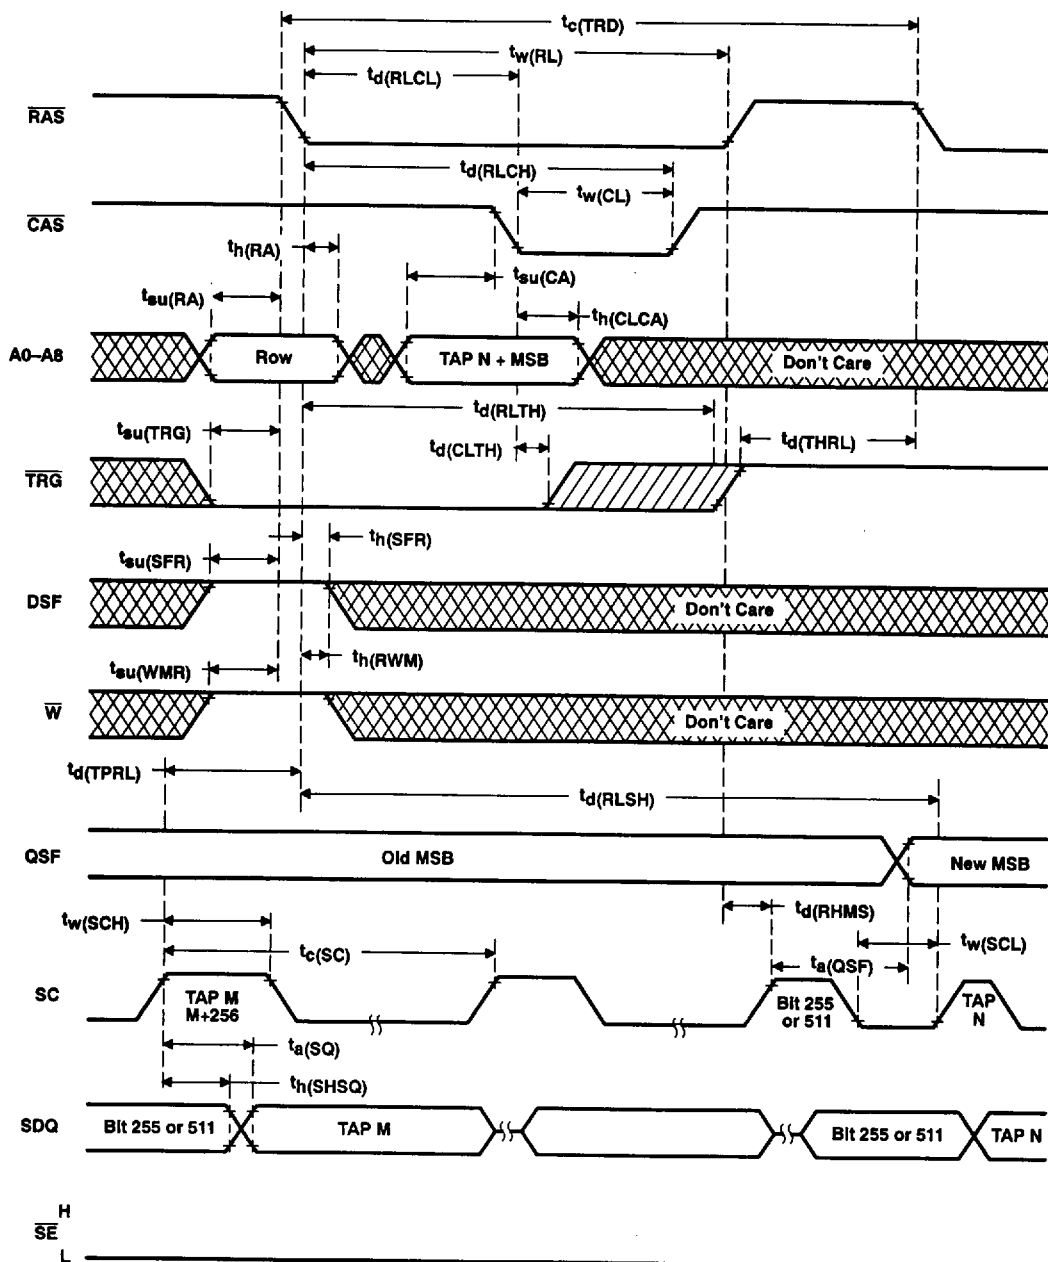 tc(TRD)
tw(RL)
td(RLCL)
RAS
td(RLCH)
tw(CL)
CAS
th(RA)
tsu(CA)
tsu(RA)
th(CLCA)
A0–A8
Row
TAP N + MSB
Don't Care
td(RLTH)
tsu(TRG)
td(CLTH)
td(THRL)
TRG
th(SFR)
tsu(SFR)
DSF
Don't Care
tsu(WMR)
th(RWM)
W
Don't Care
td(TPRL)
td(RLSH)
QSF
Old MSB
New MSB
td(RHMS)
tw(SCH)
tc(SC)
tw(SCL)
ta(QSF)
SC
TAP M
M+256
Bit 255
or 511
TAP
N
ta(SQ)
th(SHSQ)
SDQ
Bit 255 or 511
TAP M
Bit 255 or 511
TAP N
H
SE
L